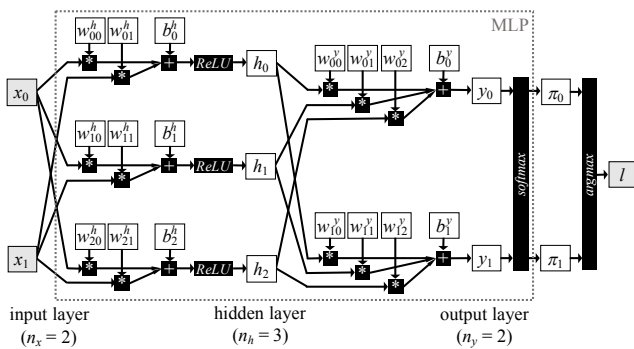 MLP
w₀₀ʰ w₀₁ʰ b₀ʰ
* * + ReLU h₀
w₀₀ʸ w₀₁ʸ w₀₂ʸ b₀ʸ
* * * +
x₀ y₀ π₀
w₁₀ʰ w₁₁ʰ b₁ʰ
* * + ReLU h₁
softmax argmax l
w₂₀ʰ w₂₁ʰ b₂ʰ
* * + ReLU h₂
w₁₀ʸ w₁₁ʸ w₁₂ʸ b₁ʸ
* * * +
x₁ y₁ π₁
input layer hidden layer output layer
(nₓ = 2) (nₕ = 3) (n_y = 2)